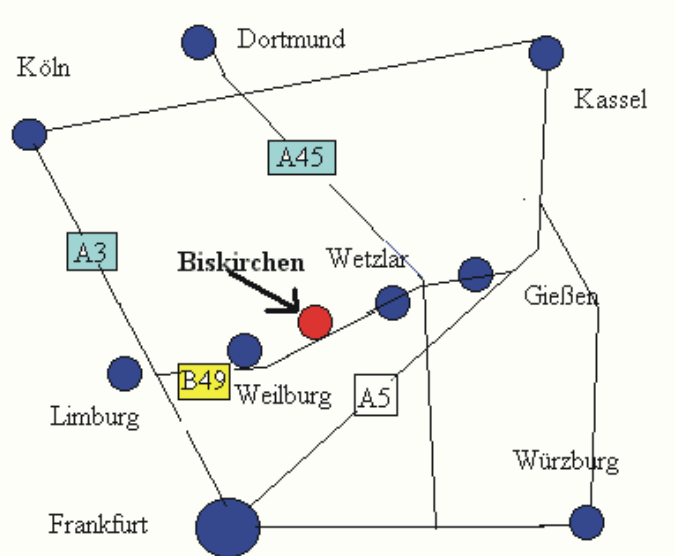 Dortmund
Köln
Kassel
A45
A3
Biskirchen
Wetzlar
Gießen
B49
Weilburg
A5
Limburg
Würzburg
Frankfurt